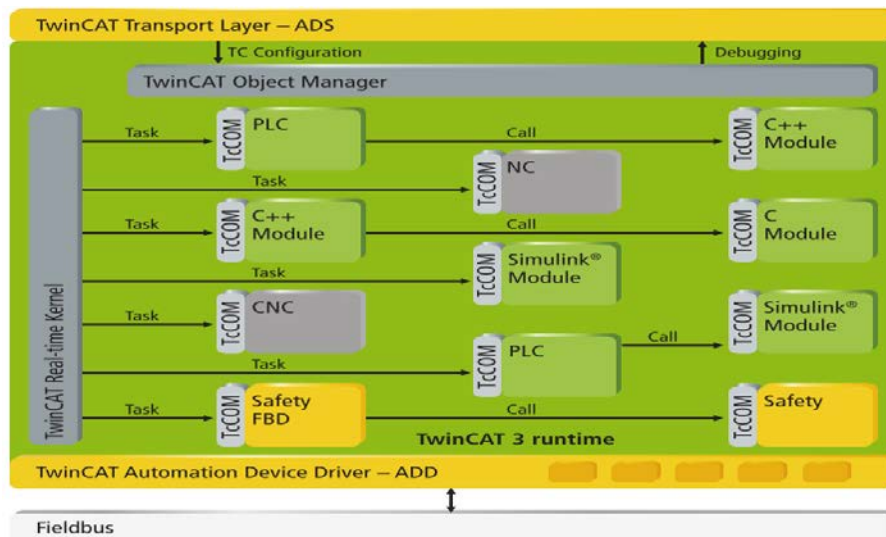 TwinCAT Transport Layer – ADS
TC Configuration
Debugging
TwinCAT Object Manager
TwinCAT Real-time Kernel
Task
TcCOM
PLC
Call
TcCOM
C++
Module
Task
TcCOM
NC
Task
TcCOM
C++
Module
Call
TcCOM
C
Module
Task
TcCOM
Simulink®
Module
Task
TcCOM
CNC
TcCOM
Simulink®
Module
Task
TcCOM
PLC
Call
Task
TcCOM
Safety
FBD
Call
TcCOM
Safety
TwinCAT 3 runtime
TwinCAT Automation Device Driver – ADD
Fieldbus